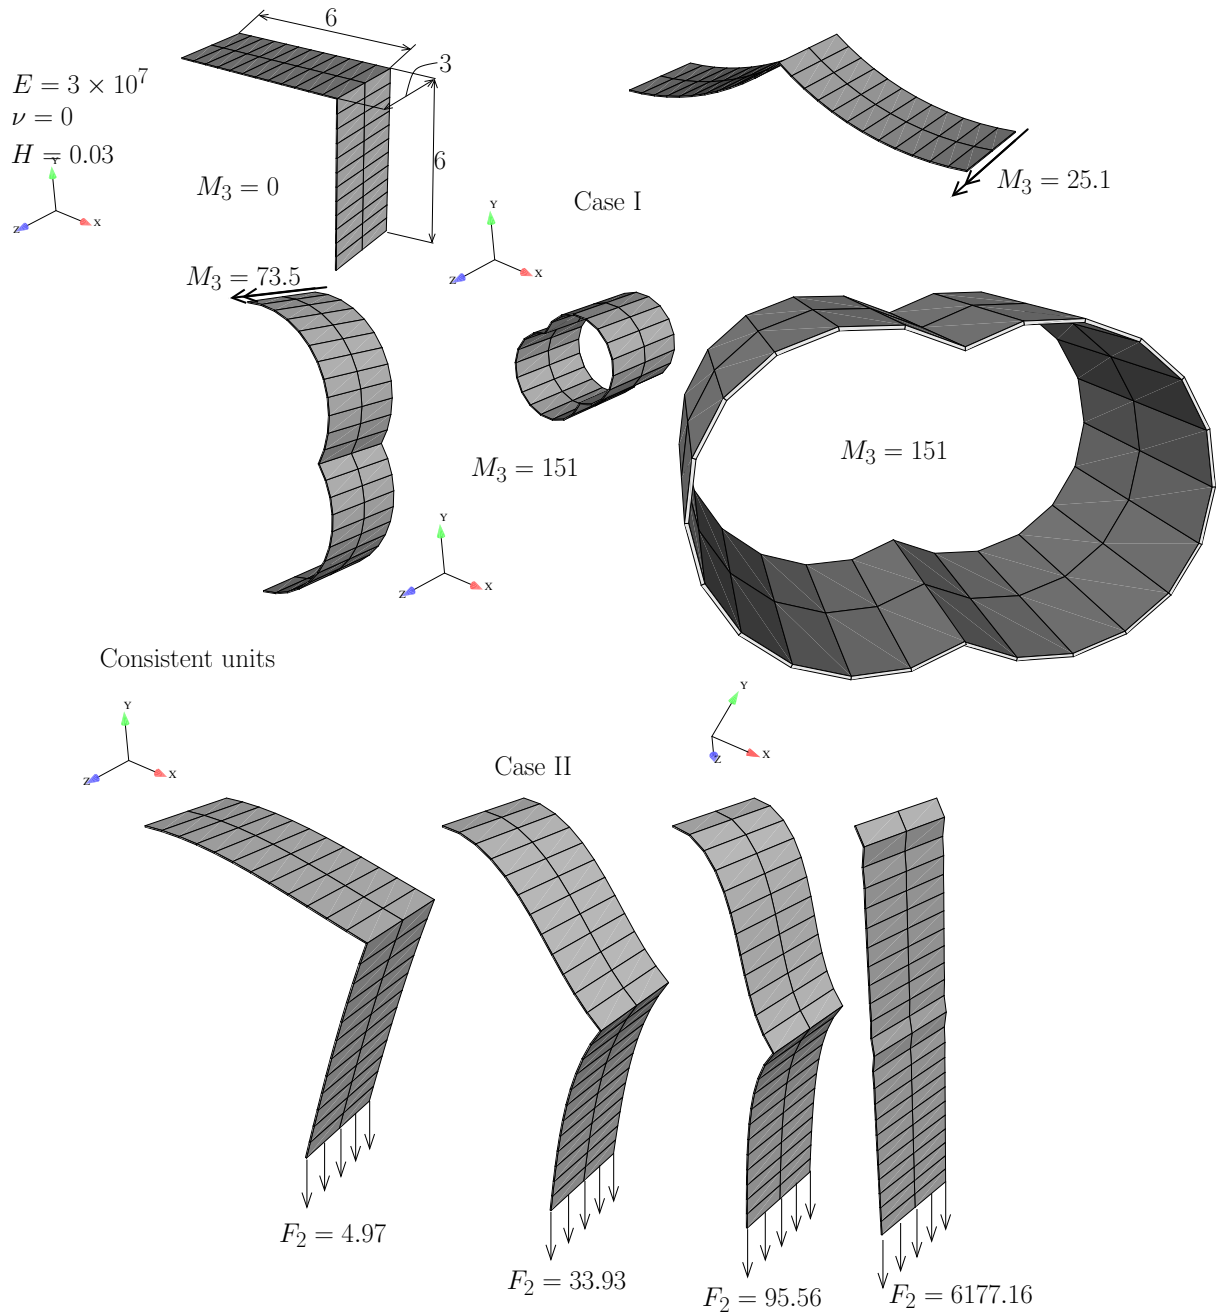 6
3
E = 3 × 10^7
ν = 0
H = 0.03
6
M_3 = 0
M_3 = 25.1
Case I
Y
X
Z
Y
X
Z
M_3 = 73.5
M_3 = 151
M_3 = 151
Y
X
Z
Consistent units
Y
X
Z
Y
X
Z
Case II
F_2 = 4.97
F_2 = 33.93
F_2 = 95.56
F_2 = 6177.16